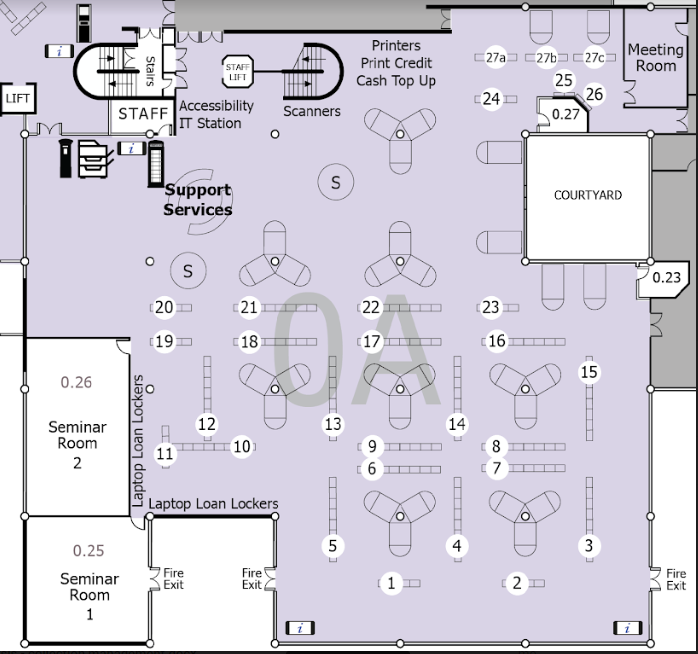 Printers
Print Credit
Cash Top Up
27a
27b
27c
Meeting
Room
i
Stairs
STAFF
LIFT
25
26
LIFT
24
STAFF
Accessibility
IT Station
Scanners
0.27
i
Support
Services
S
COURTYARD
S
0.23
20
21
22
23
19
18
17
16
0A
15
0.26
Seminar
Room
2
Laptop Loan Lockers
12
13
14
11
10
9
8
6
7
Laptop Loan Lockers
5
4
3
0.25
Seminar
Room
1
Fire
Exit
Fire
Exit
1
2
Fire
Exit
i
i